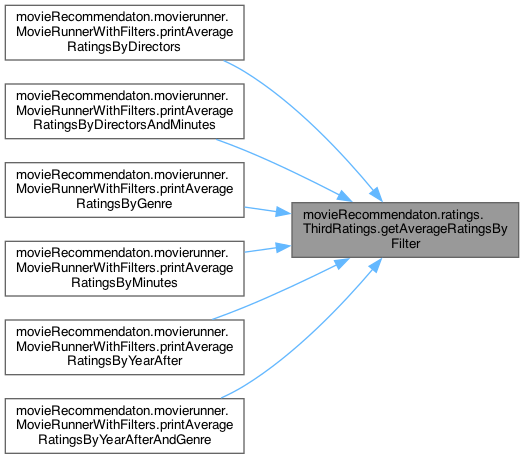 movieRecommendaton.movierunner.
MovieRunnerWithFilters.printAverage
RatingsByDirectors
movieRecommendaton.movierunner.
MovieRunnerWithFilters.printAverage
RatingsByDirectorsAndMinutes
movieRecommendaton.movierunner.
MovieRunnerWithFilters.printAverage
RatingsByGenre
movieRecommendaton.movierunner.
MovieRunnerWithFilters.printAverage
RatingsByMinutes
movieRecommendaton.movierunner.
MovieRunnerWithFilters.printAverage
RatingsByYearAfter
movieRecommendaton.movierunner.
MovieRunnerWithFilters.printAverage
RatingsByYearAfterAndGenre
movieRecommendaton.ratings.
ThirdRatings.getAverageRatingsBy
Filter